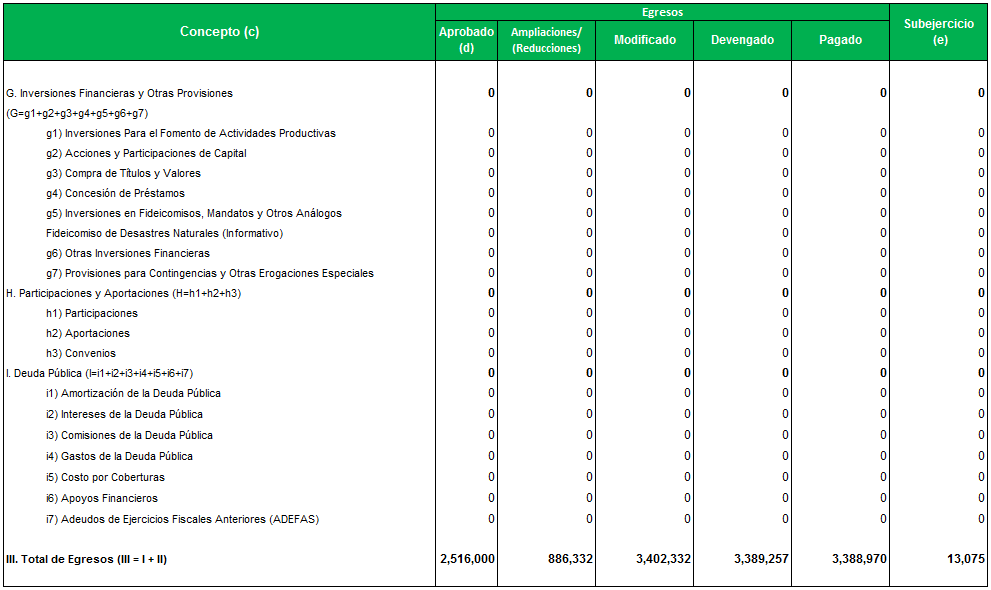 Concepto (c) Egresos Subejercicio (e)
Aprobado (d) Ampliaciones/ (Reducciones) Modificado Devengado Pagado
G. Inversiones Financieras y Otras Provisiones 0 0 0 0 0 0
(G=g1+g2+g3+g4+g5+g6+g7)
g1) Inversiones Para el Fomento de Actividades Productivas 0 0 0 0 0 0
g2) Acciones y Participaciones de Capital 0 0 0 0 0 0
g3) Compra de Títulos y Valores 0 0 0 0 0 0
g4) Concesión de Préstamos 0 0 0 0 0 0
g5) Inversiones en Fideicomisos, Mandatos y Otros Análogos 0 0 0 0 0 0
Fideicomiso de Desastres Naturales (Informativo) 0 0 0 0 0 0
g6) Otras Inversiones Financieras 0 0 0 0 0 0
g7) Provisiones para Contingencias y Otras Erogaciones Especiales 0 0 0 0 0 0
H. Participaciones y Aportaciones (H=h1+h2+h3) 0 0 0 0 0 0
h1) Participaciones 0 0 0 0 0 0
h2) Aportaciones 0 0 0 0 0 0
h3) Convenios 0 0 0 0 0 0
I. Deuda Pública (I=i1+i2+i3+i4+i5+i6+i7) 0 0 0 0 0 0
i1) Amortización de la Deuda Pública 0 0 0 0 0 0
i2) Intereses de la Deuda Pública 0 0 0 0 0 0
i3) Comisiones de la Deuda Pública 0 0 0 0 0 0
i4) Gastos de la Deuda Pública 0 0 0 0 0 0
i5) Costo por Coberturas 0 0 0 0 0 0
i6) Apoyos Financieros 0 0 0 0 0 0
i7) Adeudos de Ejercicios Fiscales Anteriores (ADEFAS) 0 0 0 0 0 0
III. Total de Egresos (III = I + II) 2,516,000 886,332 3,402,332 3,389,257 3,388,970 13,075